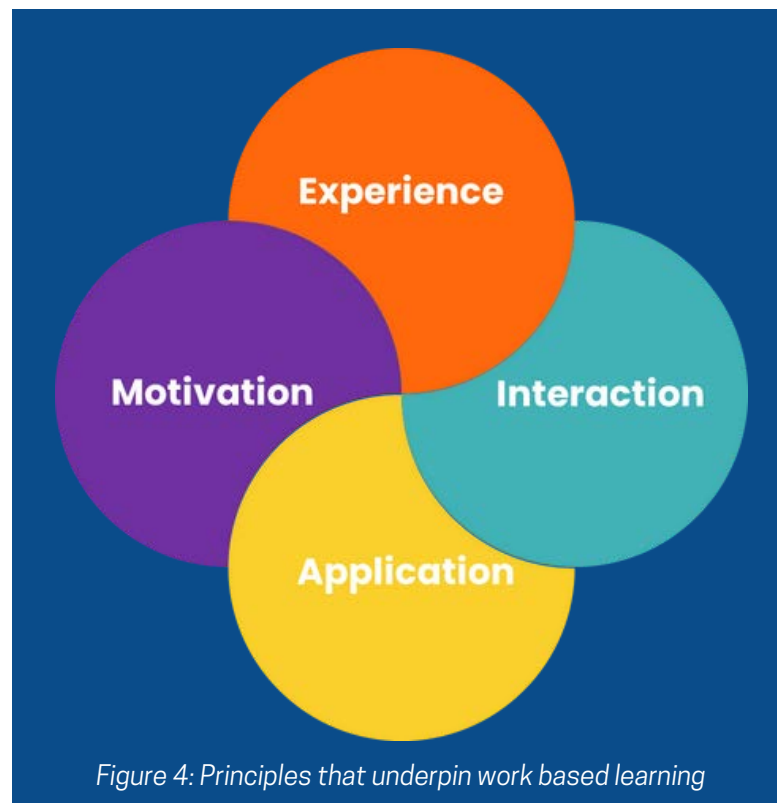 Experience
Motivation
Interaction
Application
Figure 4: Principles that underpin work based learning